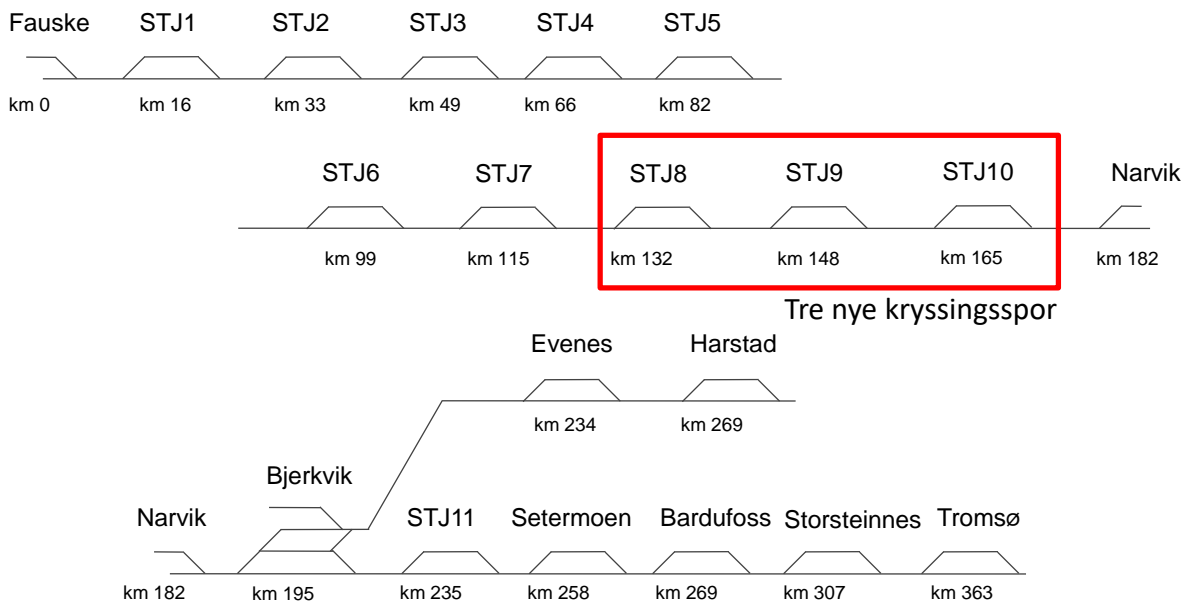 Fauske STJ1 STJ2 STJ3 STJ4 STJ5
km 0 km 16 km 33 km 49 km 66 km 82
STJ6 STJ7 STJ8 STJ9 STJ10 Narvik
km 99 km 115 km 132 km 148 km 165 km 182
Tre nye kryssingsspor
Evenes Harstad
km 234 km 269
Bjerkvik
Narvik STJ11 Setermoen Bardufoss Storsteinnes Tromsø
km 182 km 195 km 235 km 258 km 269 km 307 km 363